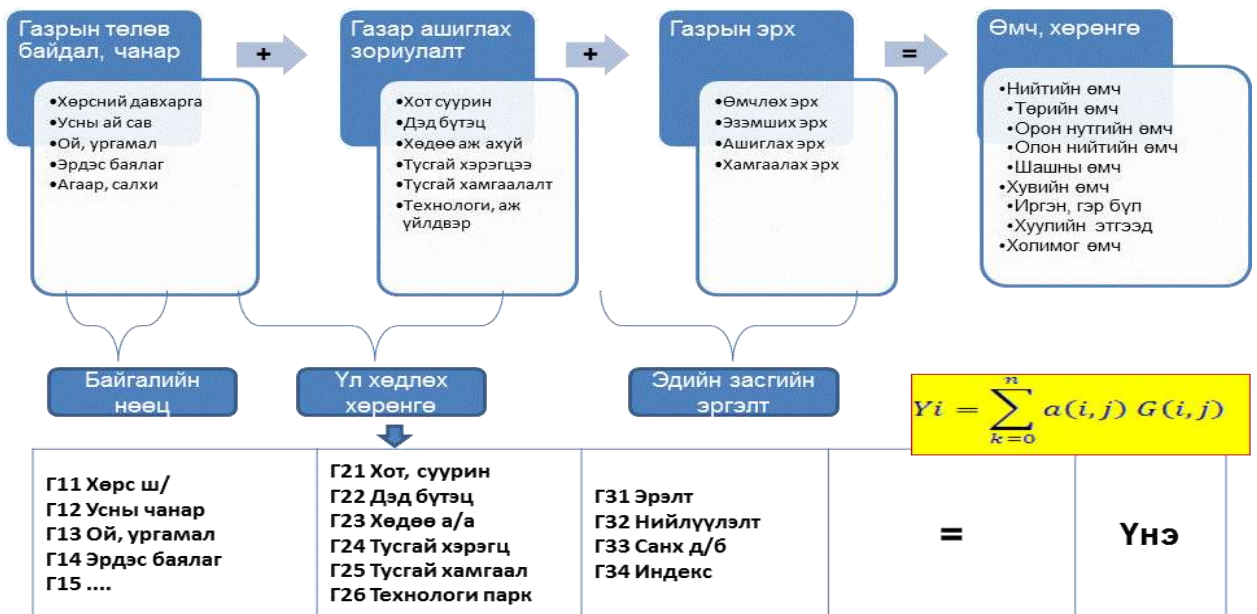 Газрын төлөв
байдал, чанар
+
Газар ашиглах
зориулалт
+
Газрын эрх
=
Өмч, хөрөнгө
•Хөрсний давхарга
•Усны ай сав
•Ой, ургамал
•Эрдэс баялаг
•Агаар, салхи
•Хот суурин
•Дэд бүтэц
•Хөдөө аж ахуй
•Тусгай хэрэгцээ
•Тусгай хамгаалалт
•Технологи, аж
үйлдвэр
•Өмчлөх эрх
•Эзэмших эрх
•Ашиглах эрх
•Хамгаалах эрх
•Нийтийн өмч
•Төрийн өмч
•Орон нутгийн өмч
•Олон нийтийн өмч
•Шашны өмч
•Хувийн өмч
•Иргэн, гэр бүл
•Хуулийн этгээд
•Холимог өмч
Байгалийн
нөөц
Үл хөдлөх
хөрөнгө
Эдийн засгийн
эргэлт
n
Yi = ∑ a(i,j) G(i,j)
k=0
Г11 Хөрс ш/
Г12 Усны чанар
Г13 Ой, ургамал
Г14 Эрдэс баялаг
Г15 ....
Г21 Хот, суурин
Г22 Дэд бүтэц
Г23 Хөдөө а/а
Г24 Тусгай хэрэгц
Г25 Тусгай хамгаал
Г26 Технологи парк
Г31 Эрэлт
Г32 Нийлүүлэлт
Г33 Санх д/б
Г34 Индекс
=
Үнэ